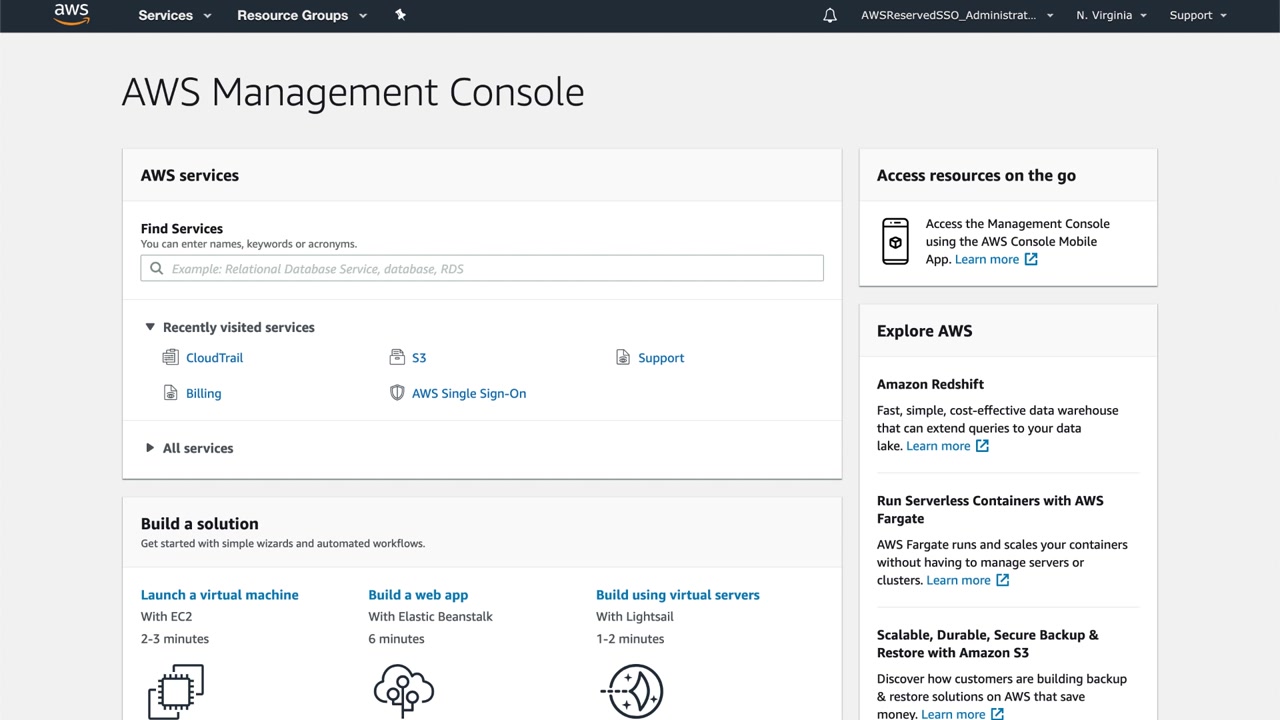 aws
Services
Resource Groups
AWSReservedSSO_Administrat...
N. Virginia
Support
AWS Management Console
AWS services
Find Services
You can enter names, keywords or acronyms.
Example: Relational Database Service, database, RDS
Recently visited services
CloudTrail
S3
Support
Billing
AWS Single Sign-On
All services
Build a solution
Get started with simple wizards and automated workflows.
Launch a virtual machine
With EC2
2-3 minutes
Build a web app
With Elastic Beanstalk
6 minutes
Build using virtual servers
With Lightsail
1-2 minutes
Access resources on the go
Access the Management Console
using the AWS Console Mobile
App. Learn more
Explore AWS
Amazon Redshift
Fast, simple, cost-effective data warehouse
that can extend queries to your data
lake. Learn more
Run Serverless Containers with AWS
Fargate
AWS Fargate runs and scales your containers
without having to manage servers or
clusters. Learn more
Scalable, Durable, Secure Backup &
Restore with Amazon S3
Discover how customers are building backup
& restore solutions on AWS that save
money. Learn more